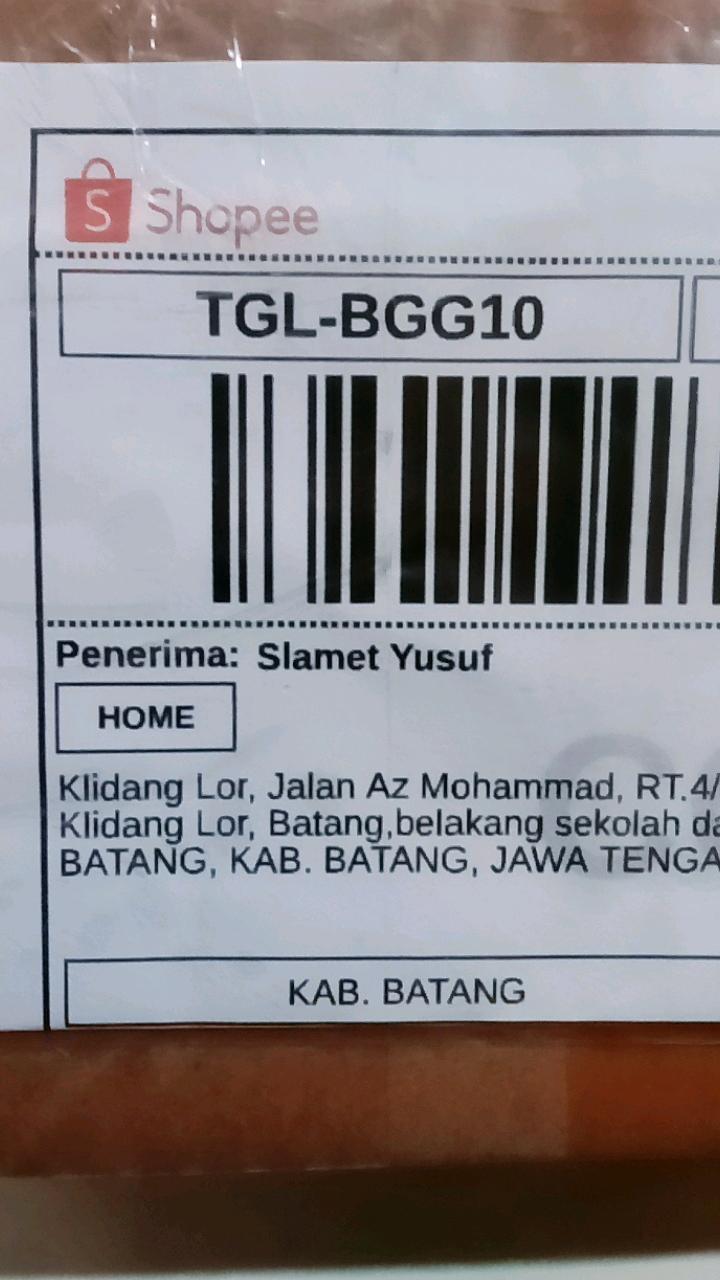 Shopee
TGL-BGG10
Penerima: Slamet Yusuf
HOME
Klidang Lor, Jalan Az Mohammad, RT.4/
Klidang Lor, Batang,belakang sekolah da
BATANG, KAB. BATANG, JAWA TENGA
KAB. BATANG